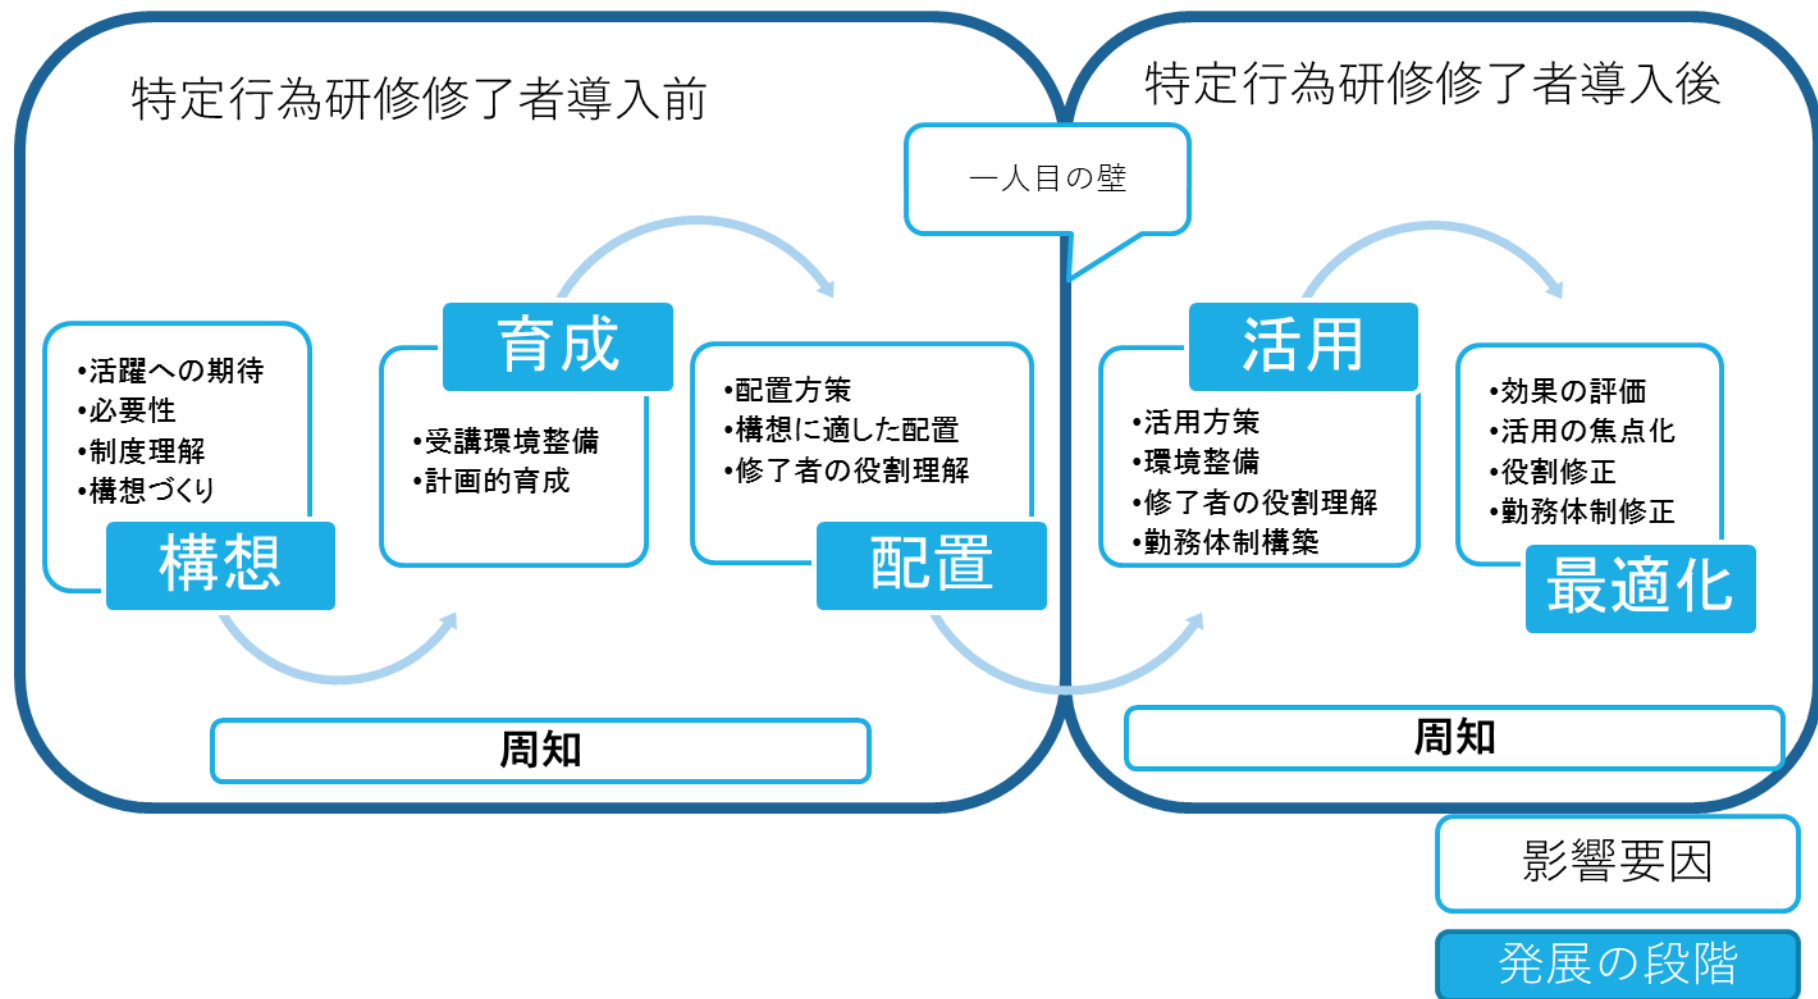 特定行為研修修了者導入前
特定行為研修修了者導入後
一人目の壁
•活躍への期待
•必要性
•制度理解
•構想づくり
構想
育成
•受講環境整備
•計画的育成
•配置方策
•構想に適した配置
•修了者の役割理解
配置
活用
•活用方策
•環境整備
•修了者の役割理解
•勤務体制構築
•効果の評価
•活用の焦点化
•役割修正
•勤務体制修正
最適化
周知
周知
影響要因
発展の段階